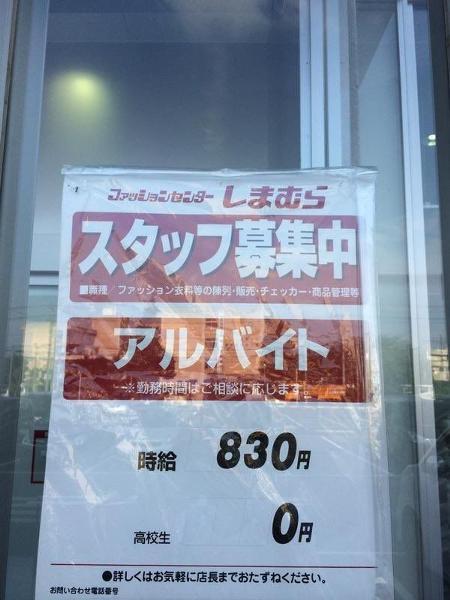 ファッションセンター しまむら
スタッフ募集中
■職種／ファッション衣料等の陳列・販売・チェッカー・商品管理等
アルバイト
※勤務時間はご相談に応じます。
時給 830円
高校生 0円
●詳しくはお気軽に店長までおたずねください。
お問い合わせ電話番号